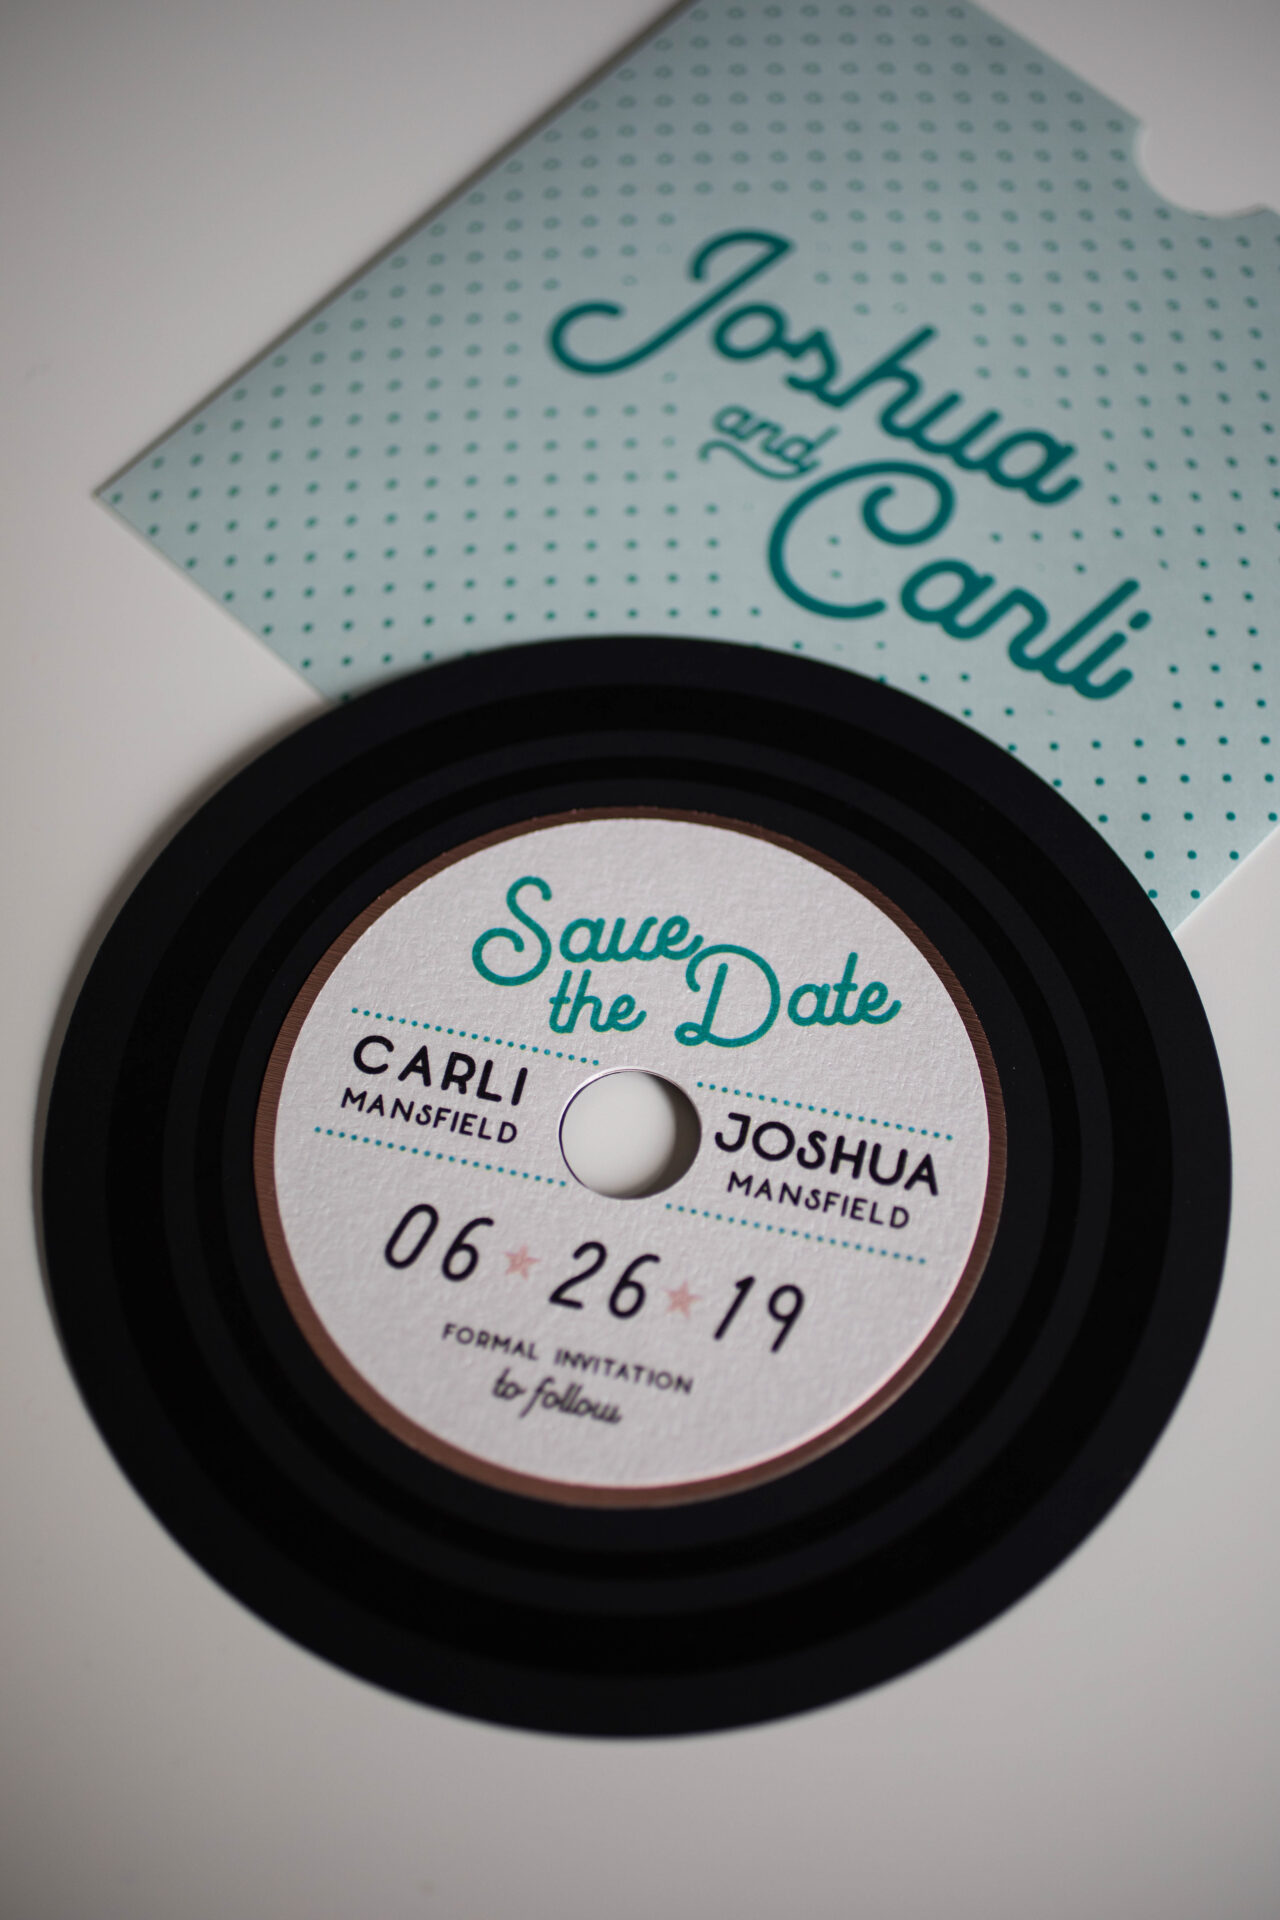 Joshua
and
Carli
Save
the Date
CARLI
MANSFIELD
JOSHUA
MANSFIELD
06 ★ 26 ★ 19
FORMAL INVITATION
to follow